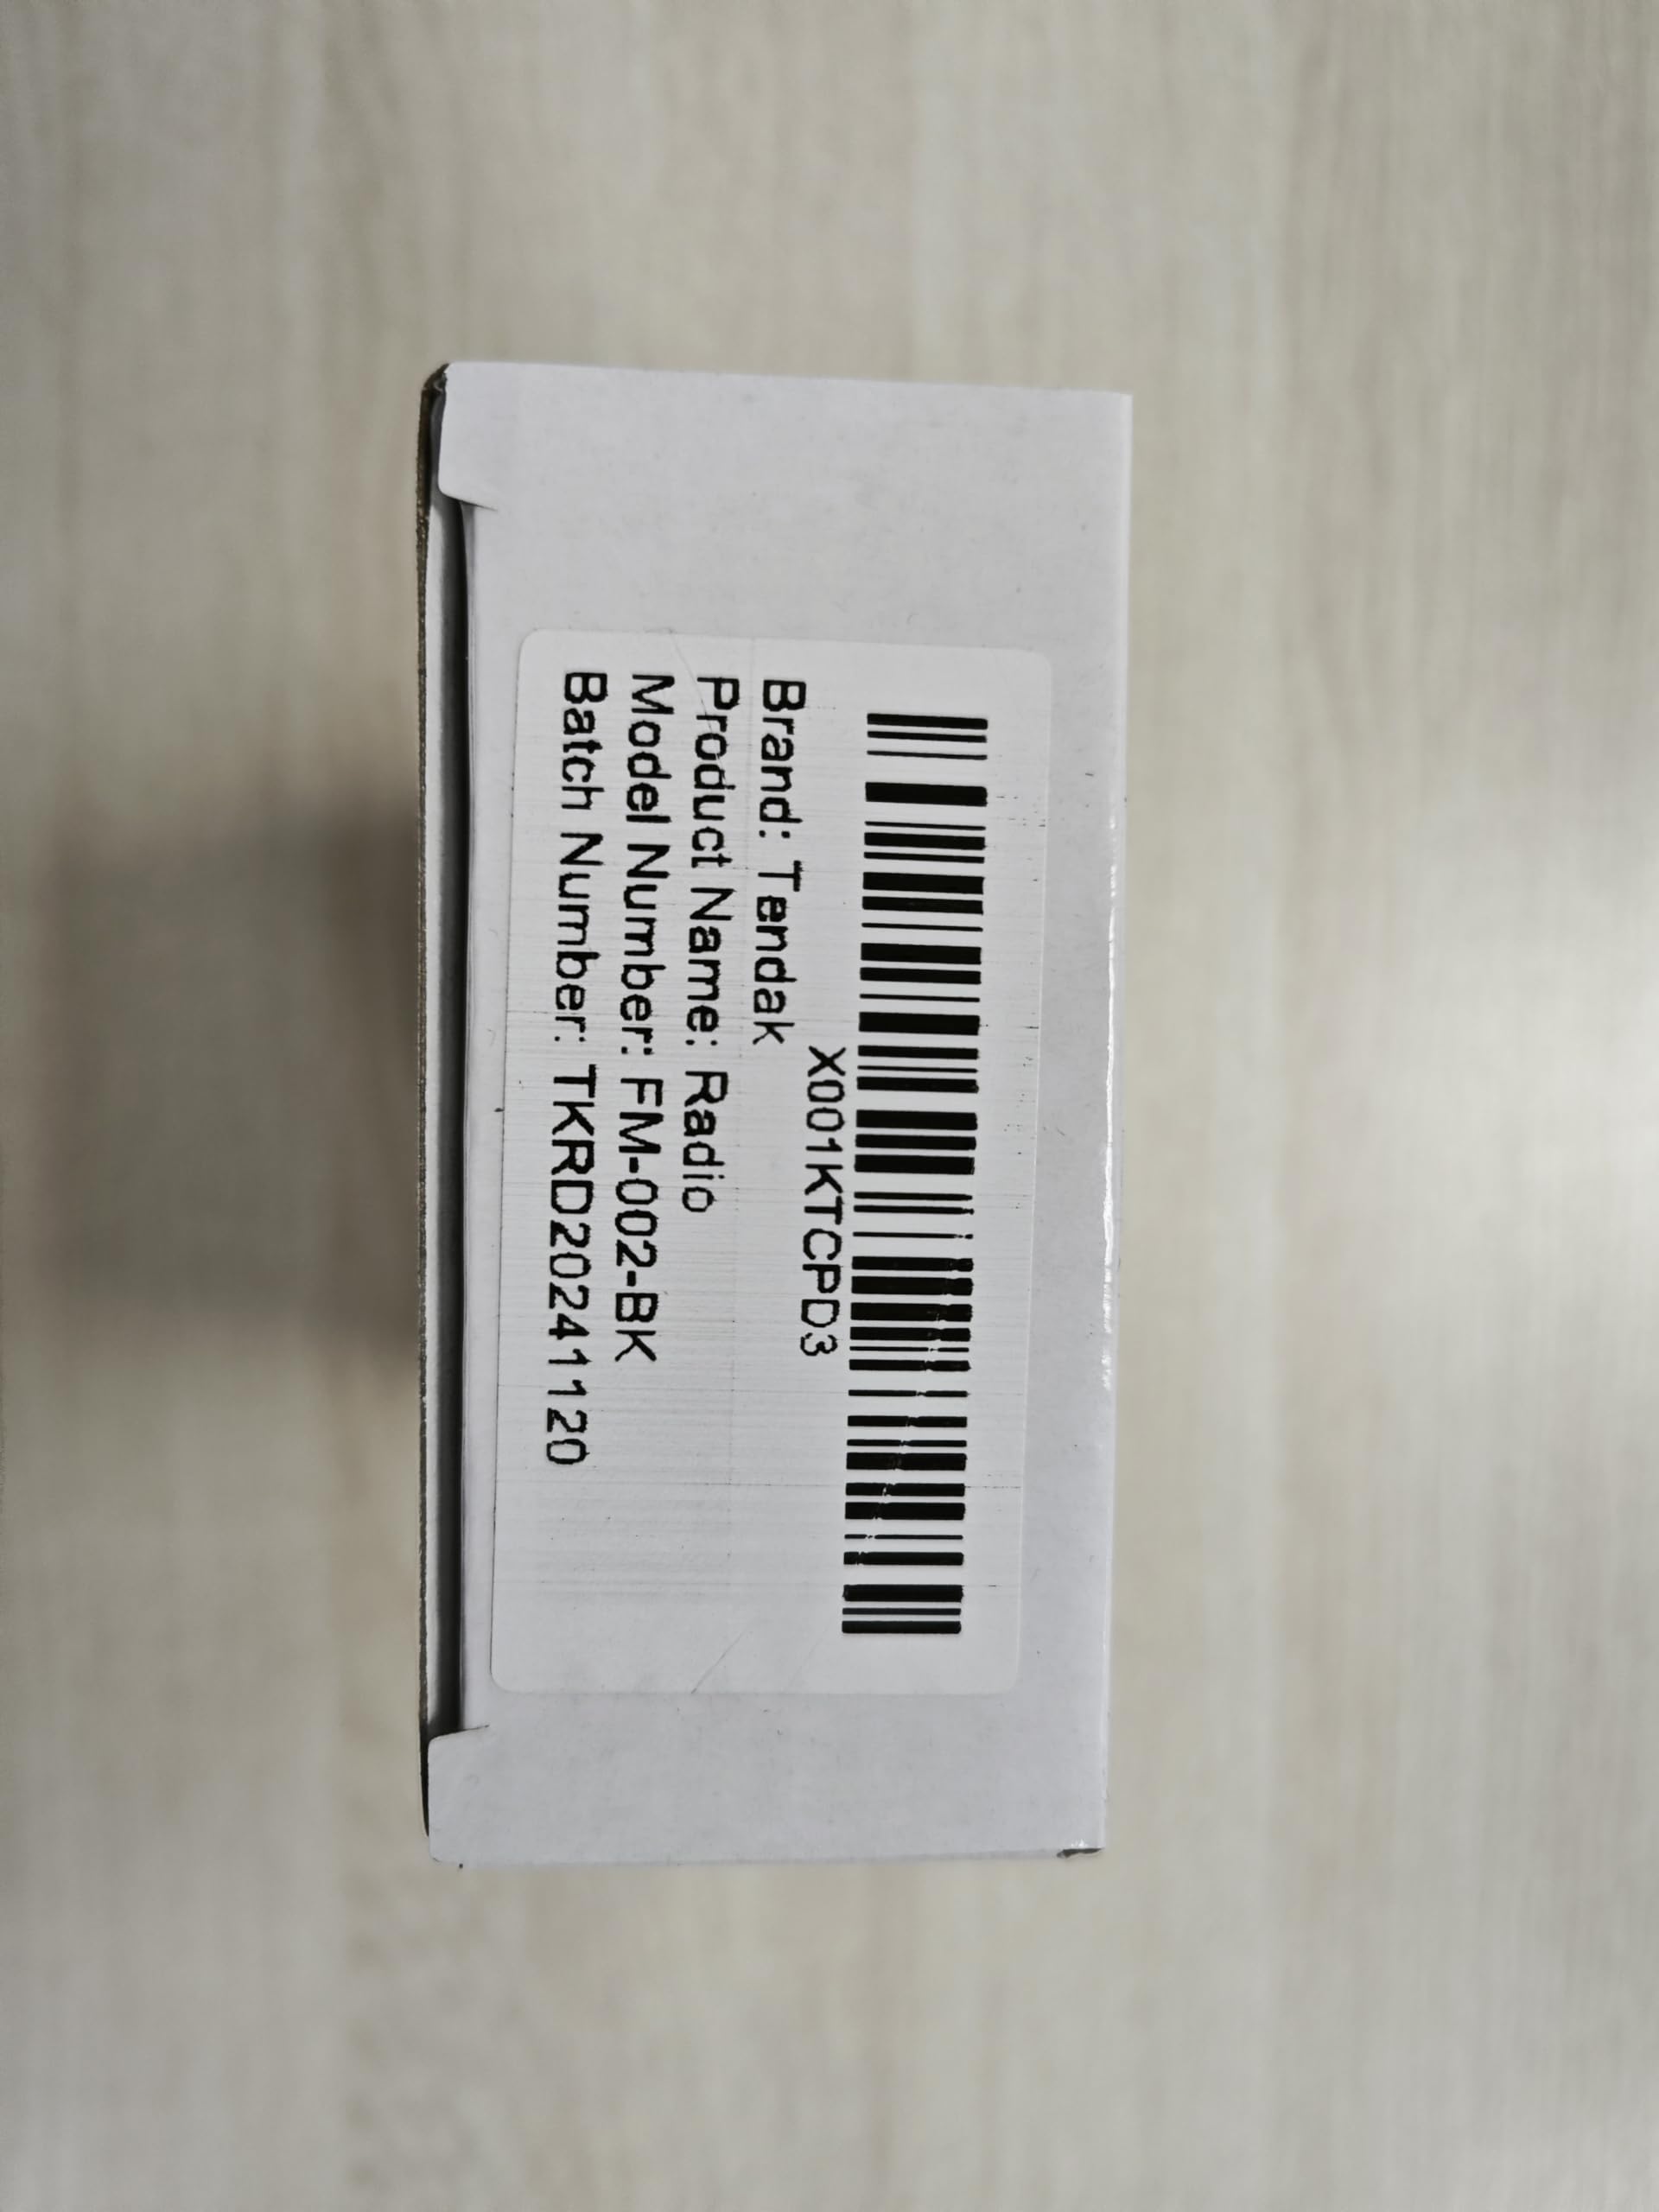 X001KTCPD3
Brand: Tendak
Product Name: Radio
Model Number: FM-002-BK
Batch Number: TKRD20241120